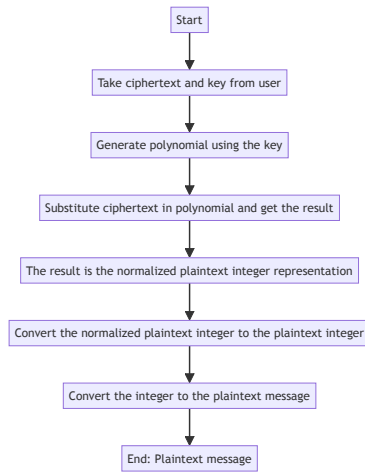 Start
Take ciphertext and key from user
Generate polynomial using the key
Substitute ciphertext in polynomial and get the result
The result is the normalized plaintext integer representation
Convert the normalized plaintext integer to the plaintext integer
Convert the integer to the plaintext message
End: Plaintext message